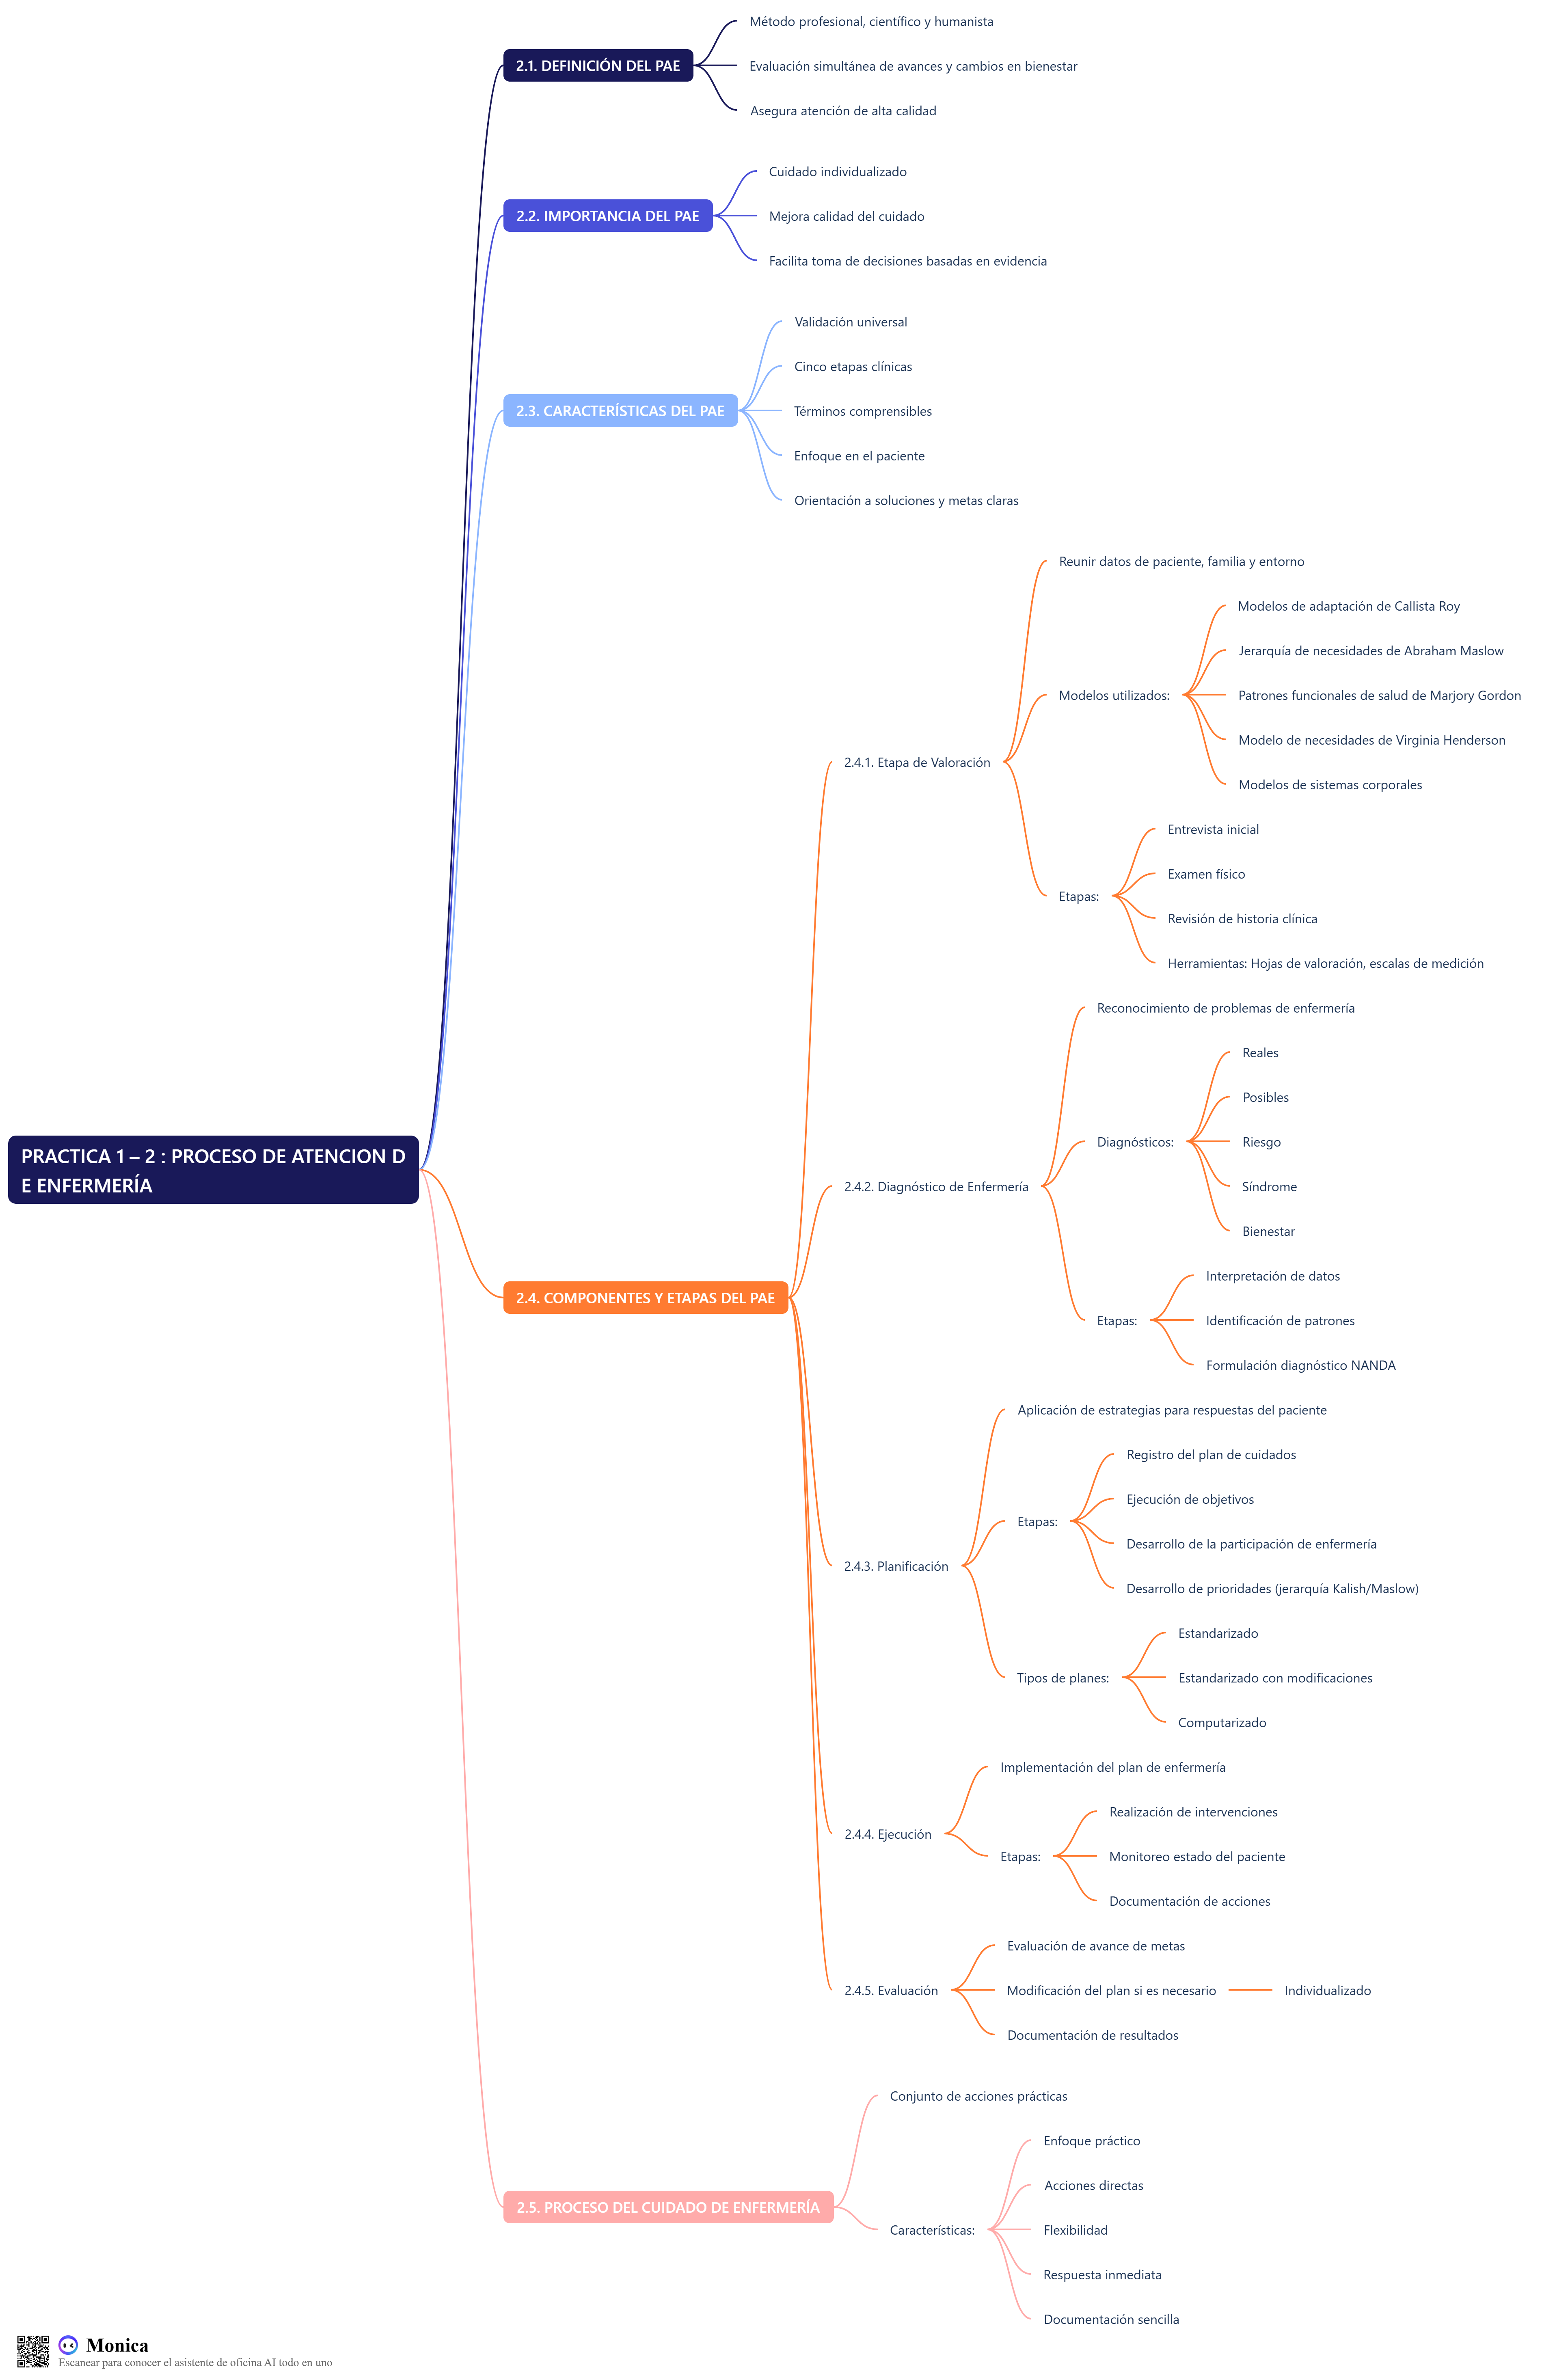 PRACTICA 1 – 2 : PROCESO DE ATENCION D
E ENFERMERÍA
2.1. DEFINICIÓN DEL PAE
Método profesional, científico y humanista
Evaluación simultánea de avances y cambios en bienestar
Asegura atención de alta calidad
2.2. IMPORTANCIA DEL PAE
Cuidado individualizado
Mejora calidad del cuidado
Facilita toma de decisiones basadas en evidencia
2.3. CARACTERÍSTICAS DEL PAE
Validación universal
Cinco etapas clínicas
Términos comprensibles
Enfoque en el paciente
Orientación a soluciones y metas claras
2.4. COMPONENTES Y ETAPAS DEL PAE
2.4.1. Etapa de Valoración
Reunir datos de paciente, familia y entorno
Modelos utilizados:
Modelos de adaptación de Callista Roy
Jerarquía de necesidades de Abraham Maslow
Patrones funcionales de salud de Marjory Gordon
Modelo de necesidades de Virginia Henderson
Modelos de sistemas corporales
Etapas:
Entrevista inicial
Examen físico
Revisión de historia clínica
Herramientas: Hojas de valoración, escalas de medición
2.4.2. Diagnóstico de Enfermería
Reconocimiento de problemas de enfermería
Diagnósticos:
Reales
Posibles
Riesgo
Síndrome
Bienestar
Etapas:
Interpretación de datos
Identificación de patrones
Formulación diagnóstico NANDA
2.4.3. Planificación
Aplicación de estrategias para respuestas del paciente
Etapas:
Registro del plan de cuidados
Ejecución de objetivos
Desarrollo de la participación de enfermería
Desarrollo de prioridades (jerarquía Kalish/Maslow)
Tipos de planes:
Estandarizado
Estandarizado con modificaciones
Computarizado
2.4.4. Ejecución
Implementación del plan de enfermería
Etapas:
Realización de intervenciones
Monitoreo estado del paciente
Documentación de acciones
2.4.5. Evaluación
Evaluación de avance de metas
Modificación del plan si es necesario
Individualizado
Documentación de resultados
2.5. PROCESO DEL CUIDADO DE ENFERMERÍA
Conjunto de acciones prácticas
Características:
Enfoque práctico
Acciones directas
Flexibilidad
Respuesta inmediata
Documentación sencilla
Monica
Escanear para conocer el asistente de oficina AI todo en uno